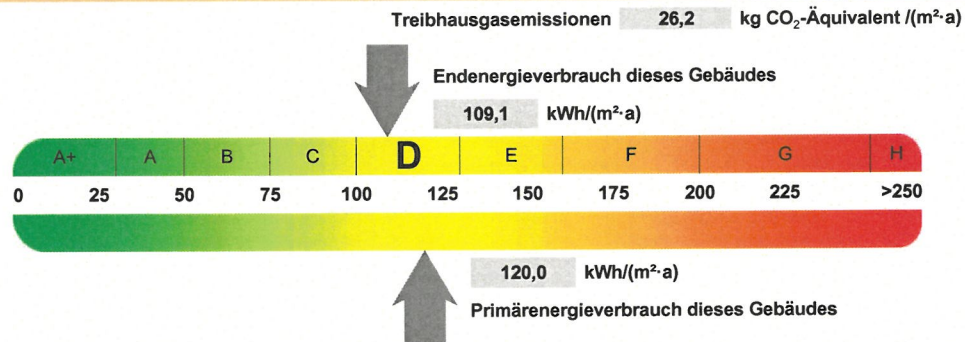 Treibhausgasemissionen 26,2 kg CO₂-Äquivalent /(m²·a)
Endenergieverbrauch dieses Gebäudes
109,1 kWh/(m²·a)
A+ A B C D E F G H
0 25 50 75 100 125 150 175 200 225 >250
120,0 kWh/(m²·a)
Primärenergieverbrauch dieses Gebäudes